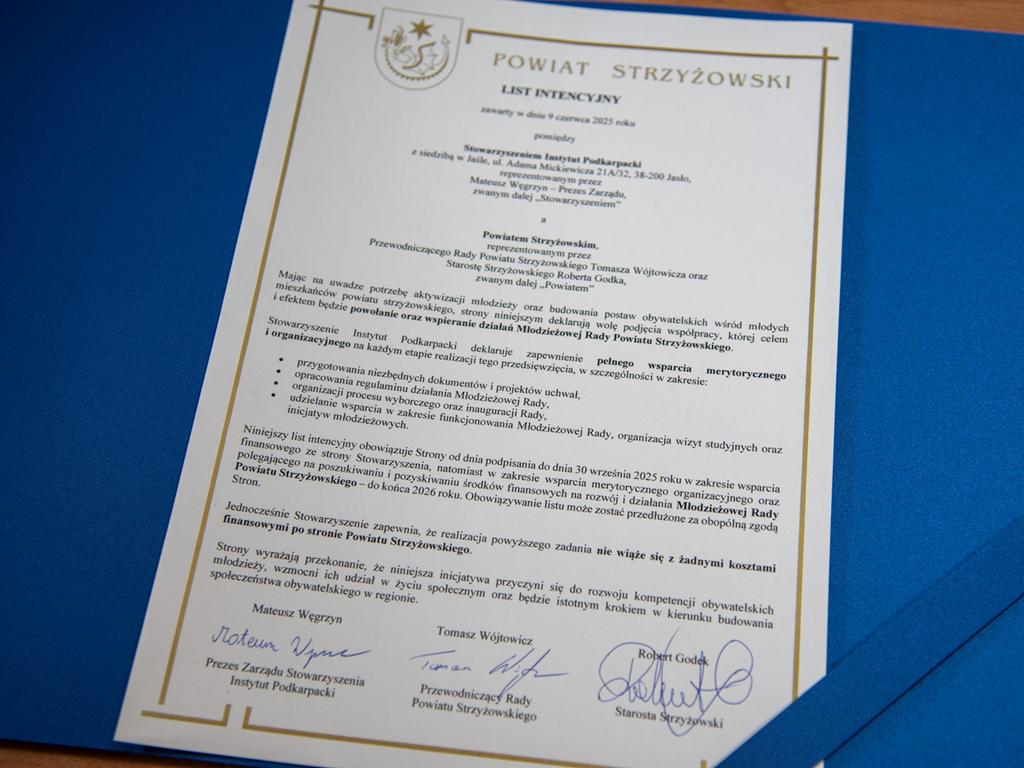 POWIAT STRZYŻOWSKI
LIST INTENCYJNY
zawarty w dniu 9 czerwca 2025 roku
pomiędzy
Stowarzyszeniem Instytut Podkarpacki
z siedzibą w Jaśle, ul. Adama Mickiewicza 21A/32, 38-200 Jasło,
reprezentowanym przez
Mateusz Węgrzyn – Prezes Zarządu,
zwanym dalej „Stowarzyszeniem”
a
Powiatem Strzyżowskim,
reprezentowanym przez
Przewodniczącego Rady Powiatu Strzyżowskiego Tomasza Wójtowicza oraz
Starostę Strzyżowskiego Roberta Godka,
zwanym dalej „Powiatem”
Mając na uwadze potrzebę aktywizacji młodzieży oraz budowania postaw obywatelskich wśród młodych
mieszkańców powiatu strzyżowskiego, strony niniejszym deklarują wolę podjęcia współpracy, której celem
i efektem będzie powołanie oraz wspieranie działań Młodzieżowej Rady Powiatu Strzyżowskiego.
Stowarzyszenie Instytut Podkarpacki deklaruje zapewnienie pełnego wsparcia merytorycznego
i organizacyjnego na każdym etapie realizacji tego przedsięwzięcia, w szczególności w zakresie:
• przygotowania niezbędnych dokumentów i projektów uchwał,
• opracowania regulaminu działania Młodzieżowej Rady,
• organizacji procesu wyborczego oraz inauguracji Rady,
• udzielanie wsparcia w zakresie funkcjonowania Młodzieżowej Rady, organizacja wizyt studyjnych oraz
inicjatyw młodzieżowych.
Niniejszy list intencyjny obowiązuje Strony od dnia podpisania do dnia 30 września 2025 roku w zakresie wsparcia
finansowego ze strony Stowarzyszenia, natomiast w zakresie wsparcia merytorycznego organizacyjnego oraz
polegającego na poszukiwaniu i pozyskiwaniu środków finansowych na rozwój i działania Młodzieżowej Rady
Powiatu Strzyżowskiego – do końca 2026 roku. Obowiązywanie listu może zostać przedłużone za obopólną zgodą
Stron.
Jednocześnie Stowarzyszenie zapewnia, że realizacja powyższego zadania nie wiąże się z żadnymi kosztami
finansowymi po stronie Powiatu Strzyżowskiego.
Strony wyrażają przekonanie, że niniejsza inicjatywa przyczyni się do rozwoju kompetencji obywatelskich
młodzieży, wzmocni ich udział w życiu społecznym oraz będzie istotnym krokiem w kierunku budowania
społeczeństwa obywatelskiego w regionie.
Mateusz Węgrzyn
Prezes Zarządu Stowarzyszenia
Instytut Podkarpacki
Tomasz Wójtowicz
Przewodniczący Rady
Powiatu Strzyżowskiego
Robert Godek
Starosta Strzyżowski